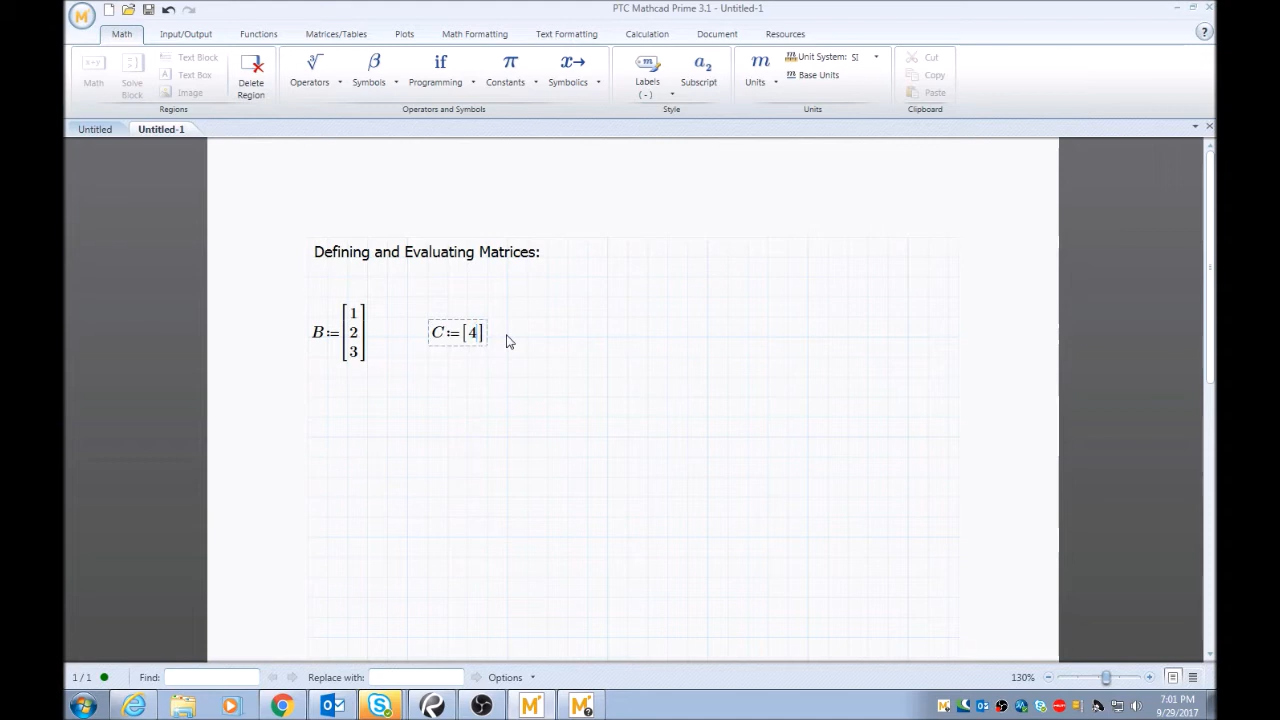 PTC Mathcad Prime 3.1 - Untitled-1
Math Input/Output Functions Matrices/Tables Plots Math Formatting Calculation Text Formatting Document Resources
Math Solve Block Text Block Text Box Image Delete Region
Operators Symbols if Programming π Constants Symbolics
Labels (-) Subscript
Units Unit System: SI Base Units
Cut Copy Paste
Regions Operators and Symbols Style Units Clipboard
Untitled Untitled-1
Defining and Evaluating Matrices:
1
B:= 2 C:=[4]
3
1 / 1 Find: Replace with: Options 130%
7:01 PM
9/29/2017